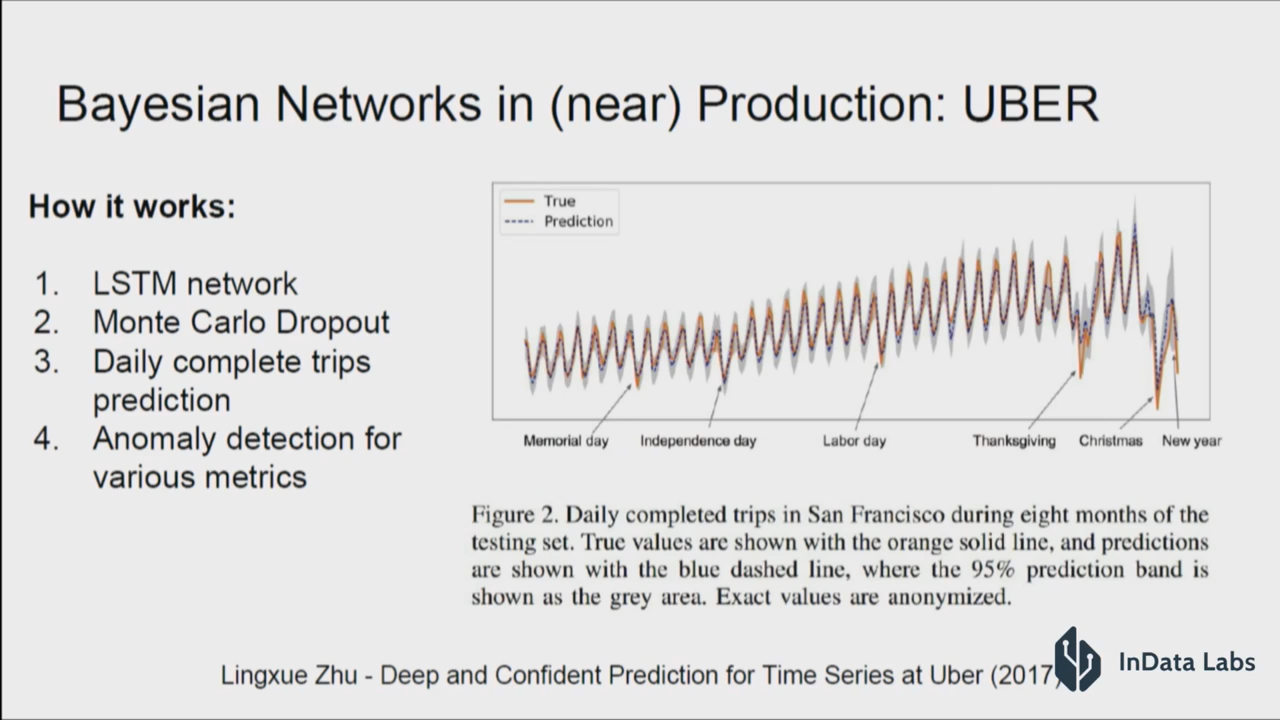 Bayesian Networks in (near) Production: UBER
How it works:
1. LSTM network
2. Monte Carlo Dropout
3. Daily complete trips
prediction
4. Anomaly detection for
various metrics
True
Prediction
Memorial day
Independence day
Labor day
Thanksgiving
Christmas
New year
Figure 2. Daily completed trips in San Francisco during eight months of the
testing set. True values are shown with the orange solid line, and predictions
are shown with the blue dashed line, where the 95% prediction band is
shown as the grey area. Exact values are anonymized.
Lingxue Zhu - Deep and Confident Prediction for Time Series at Uber (2017)
InData Labs